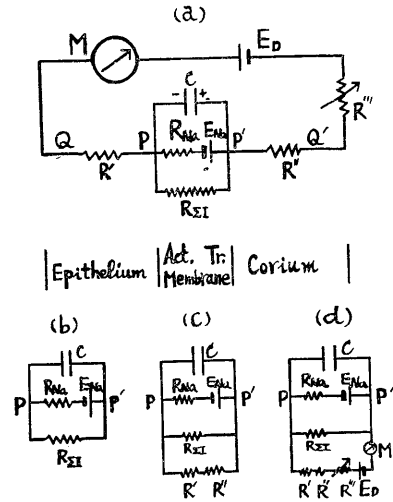 (a)
M
E_D
C
- +
R_Na E_Na
P P'
Q Q'
R' R'' R'''
R_ΣI
Epithelium | Act. Tr. Membrane | Corium
(b) (c) (d)
C C C
R_Na E_Na R_Na E_Na R_Na E_Na
P P' P P' P P'
R_ΣI R_ΣI R_ΣI
M
R' R'' R' R'' R''' E_D